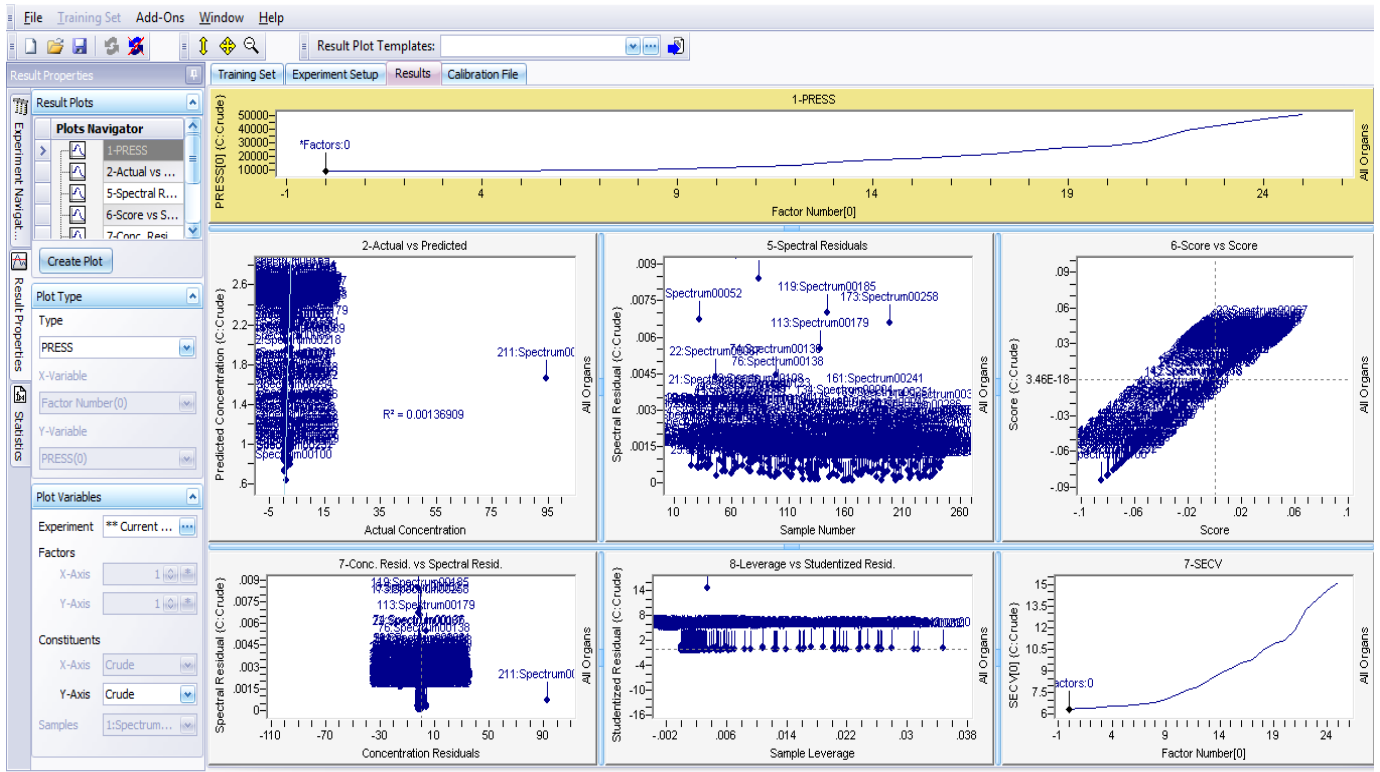 File Training Set Add-Ons Window Help
Result Plot Templates:
Result Properties
Training Set Experiment Setup Results Calibration File
Experiment Navigat...
Result Properties
Statistics
Result Plots
Plots Navigator
1-PRESS
2-Actual vs ...
5-Spectral R...
6-Score vs S...
7-Conc. Resi
Create Plot
Plot Type
Type
PRESS
X-Variable
Factor Number(0)
Y-Variable
PRESS(0)
Plot Variables
Experiment ** Current ...
Factors
X-Axis 1
Y-Axis 1
Constituents
X-Axis Crude
Y-Axis Crude
Samples 1:Spectrum...
1-PRESS
PRESS[0] {C:Crude}
50000
40000
30000
20000
10000
*Factors:0
-1 4 9 14 19 24
Factor Number[0]
All Organs
2-Actual vs Predicted
Predicted Concentration {C:Crude}
2.6
2.2
1.8
1.4
1
.6
211:Spectrum00
R² = 0.00136909
-5 15 35 55 75 95
Actual Concentration
All Organs
5-Spectral Residuals
Spectral Residual {C:Crude}
.009
.0075
.006
.0045
.003
.0015
0
Spectrum00052
119:Spectrum00185
173:Spectrum00258
113:Spectrum00179
76:Spectrum00138
161:Spectrum00241
10 60 110 160 210 260
Sample Number
All Organs
6-Score vs Score
Score {C:Crude}
.09
.06
.03
3.46E-18
-.03
-.06
-.09
-.1 -.06 -.02 .02 .06 .1
Score
All Organs
7-Conc. Resid. vs Spectral Resid.
Spectral Residual {C:Crude}
.009
.0075
.006
.0045
.003
.0015
0
119:Spectrum00185
113:Spectrum00179
76:Spectrum00138
211:Spectrum00
-110 -70 -30 10 50 90
Concentration Residuals
All Organs
8-Leverage vs Studentized Resid.
Studentized Residual {C:Crude}
14
8
2
-4
-10
-16
-.002 .006 .014 .022 .03 .038
Sample Leverage
All Organs
7-SECV
SECV[0] {C:Crude}
15
13.5
12
10.5
9
7.5
6
actors:0
-1 4 9 14 19 24
Factor Number[0]
All Organs